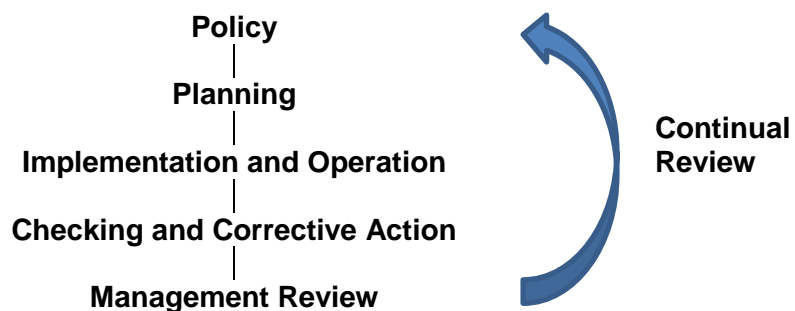 Policy
Planning
Implementation and Operation
Checking and Corrective Action
Management Review
Continual
Review